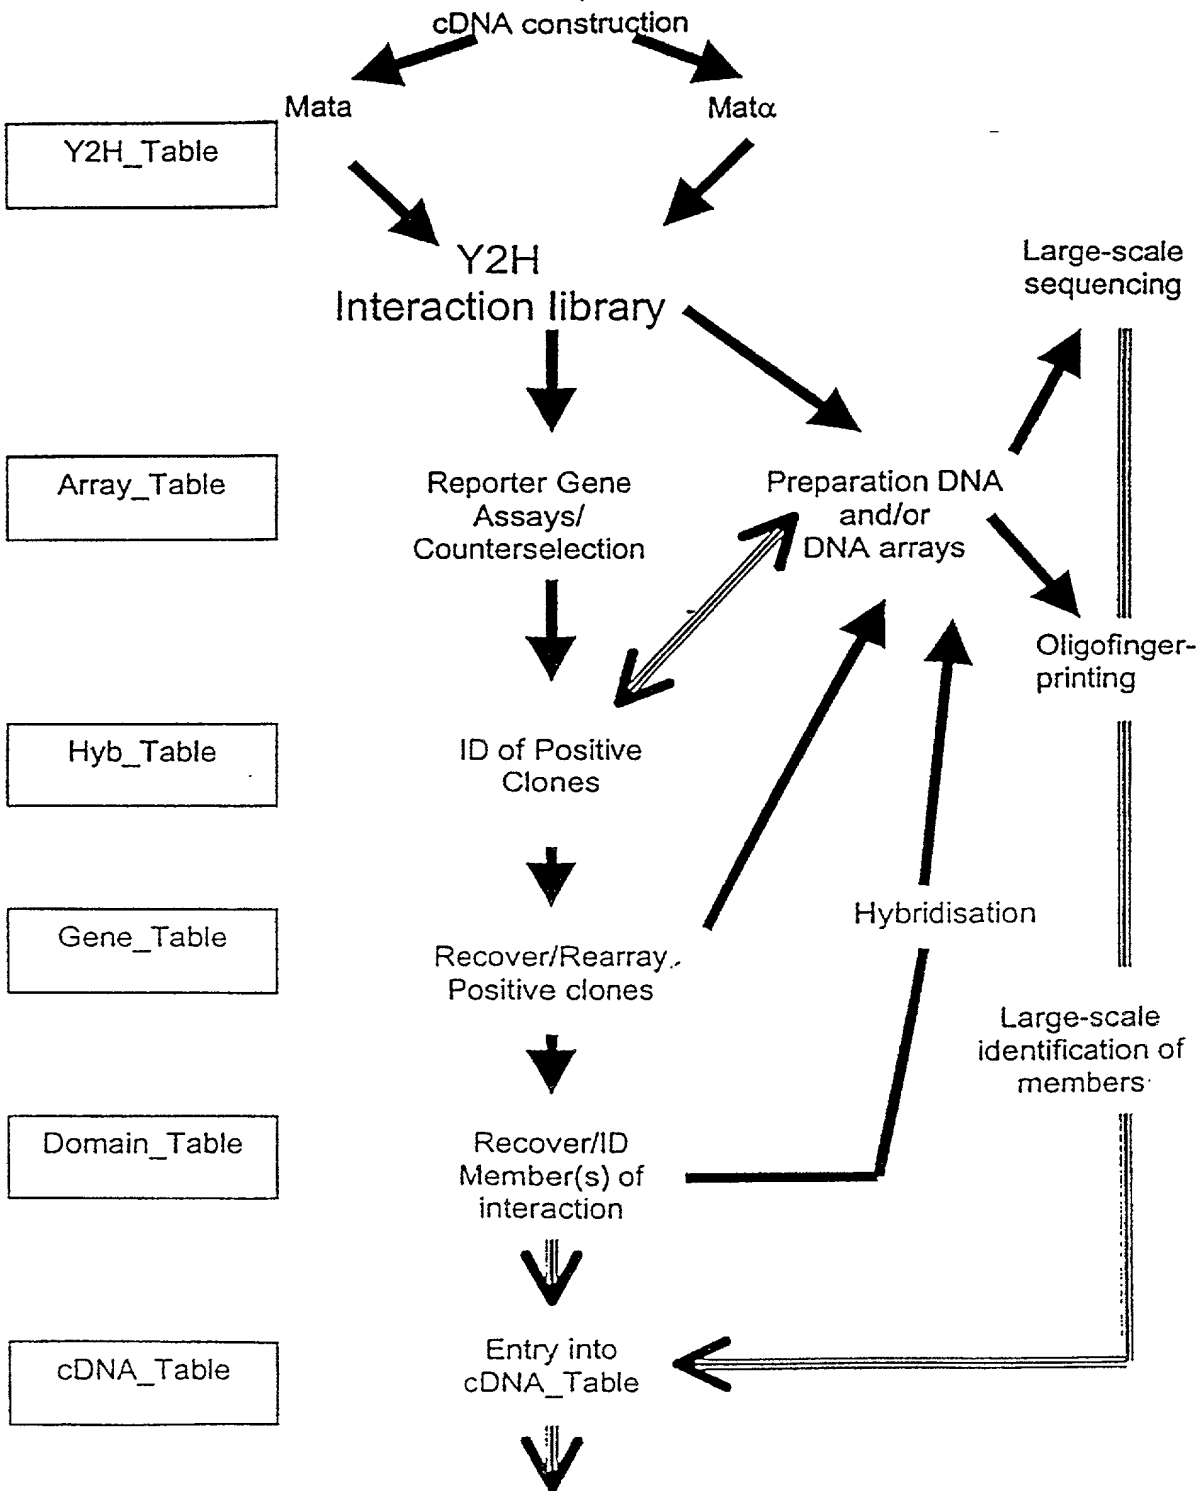 cDNA construction
Mata
Matα
Y2H_Table
Y2H
Interaction library
Large-scale
sequencing
Array_Table
Reporter Gene
Assays/
Counterselection
Preparation DNA
and/or
DNA arrays
Oligofinger-
printing
Hyb_Table
ID of Positive
Clones
Hybridisation
Gene_Table
Recover/Rearray
Positive clones
Large-scale
identification of
members
Domain_Table
Recover/ID
Member(s) of
interaction
cDNA_Table
Entry into
cDNA_Table